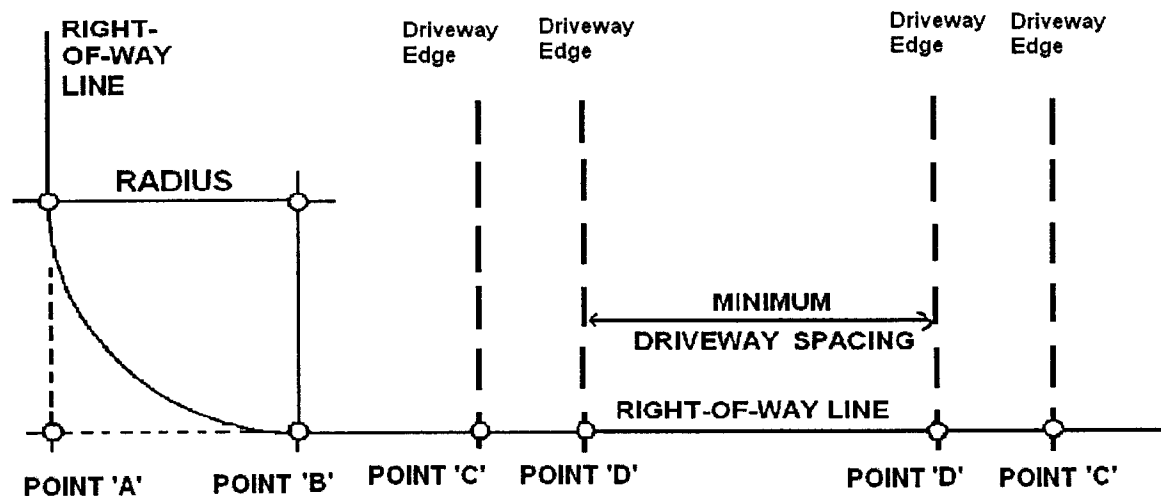 RIGHT-
OF-WAY
LINE
Driveway
Edge
Driveway
Edge
Driveway
Edge
Driveway
Edge
RADIUS
MINIMUM
DRIVEWAY SPACING
RIGHT-OF-WAY LINE
POINT 'A'
POINT 'B'
POINT 'C'
POINT 'D'
POINT 'D'
POINT 'C'